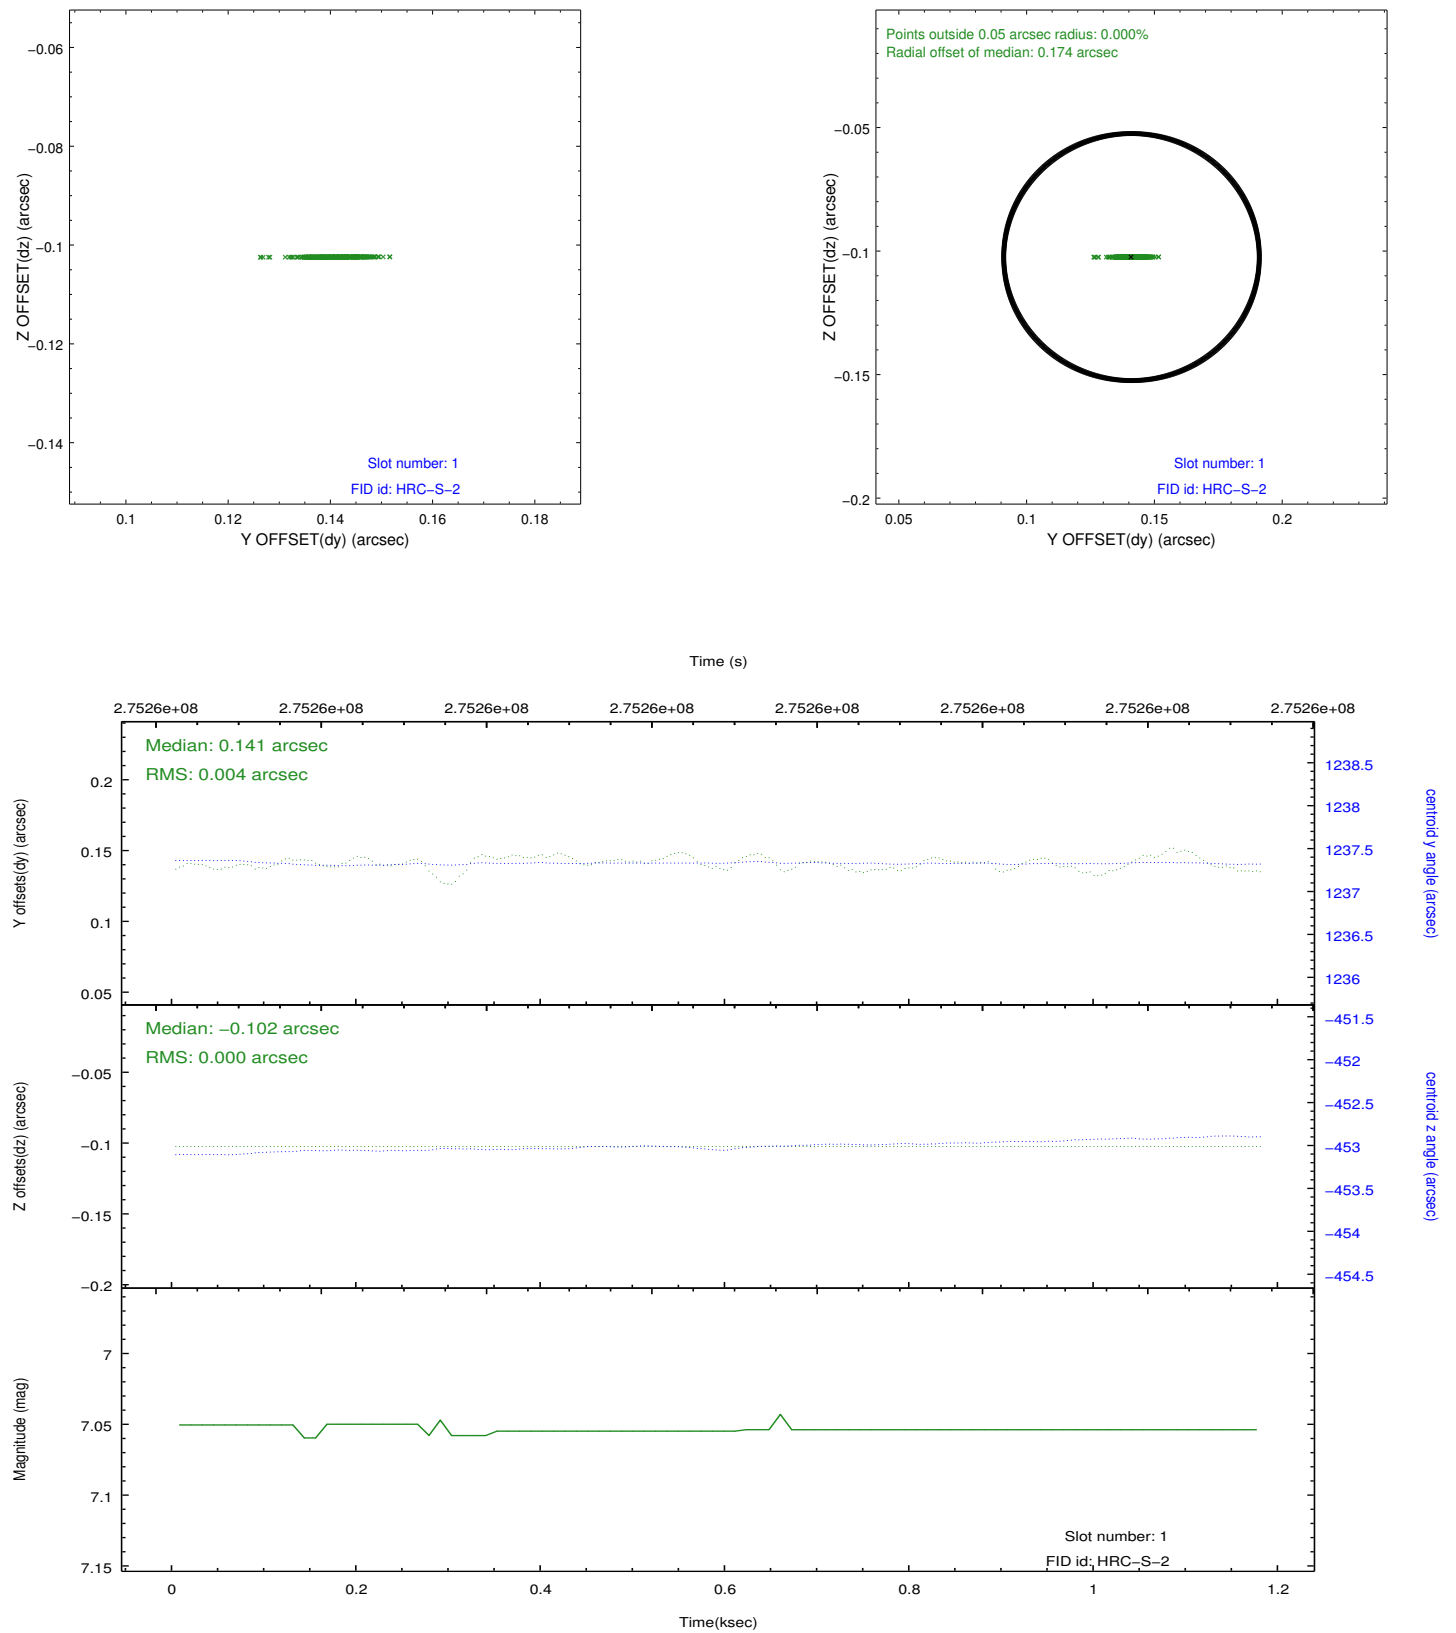 −0.06
−0.08
−0.1
−0.12
−0.14
Z OFFSET(dz) (arcsec)
Slot number: 1
FID id: HRC−S−2
0.1 0.12 0.14 0.16 0.18
Y OFFSET(dy) (arcsec)
Points outside 0.05 arcsec radius: 0.000%
Radial offset of median: 0.174 arcsec
−0.05
−0.1
−0.15
−0.2
Z OFFSET(dz) (arcsec)
Slot number: 1
FID id: HRC−S−2
0.05 0.1 0.15 0.2
Y OFFSET(dy) (arcsec)
Time (s)
2.7526e+08 2.7526e+08 2.7526e+08 2.7526e+08 2.7526e+08 2.7526e+08 2.7526e+08 2.7526e+08
Median: 0.141 arcsec
RMS: 0.004 arcsec
0.2
0.15
0.1
0.05
Y offsets(dy) (arcsec)
1238.5
1238
1237.5
1237
1236.5
1236
centroid y angle (arcsec)
Median: −0.102 arcsec
RMS: 0.000 arcsec
−0.05
−0.1
−0.15
−0.2
Z offsets(dz) (arcsec)
−451.5
−452
−452.5
−453
−453.5
−454
−454.5
centroid z angle (arcsec)
7
7.05
7.1
7.15
Magnitude (mag)
Slot number: 1
FID id: HRC−S−2
0 0.2 0.4 0.6 0.8 1 1.2
Time(ksec)